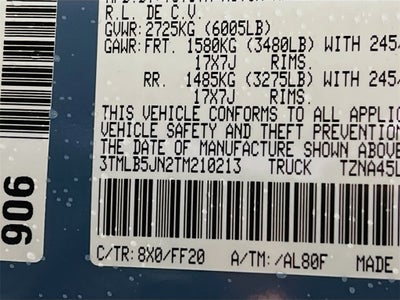 R.L. DE C.V.
GVWR: 2725KG (6005LB)
GAWR: FRT. 1580KG (3480LB) WITH 245/
17X7J RIMS.
RR. 1485KG (3275LB) WITH 245/
17X7J RIMS.
THIS VEHICLE CONFORMS TO ALL APPLIC
VEHICLE SAFETY AND THEFT PREVENTION
THE DATE OF MANUFACTURE SHOWN ABOVE
3TMLB5JN2TM210213 TRUCK TZNA45L
C/TR: 8X0/FF20 A/TM: /AL80F MADE
906